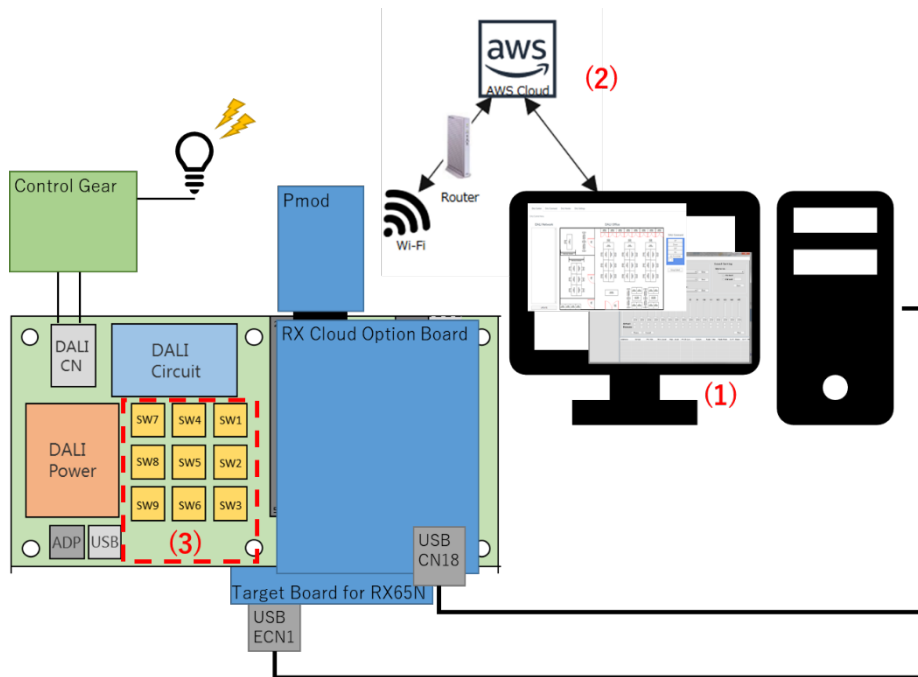 aws
AWS Cloud
(2)
Router
Wi-Fi
Control Gear
Pmod
(1)
DALI
CN
DALI
Circuit
RX Cloud Option Board
DALI
Power
SW7
SW4
SW1
SW8
SW5
SW2
SW9
SW6
SW3
ADP
USB
(3)
USB
CN18
Target Board for RX65N
USB
ECN1